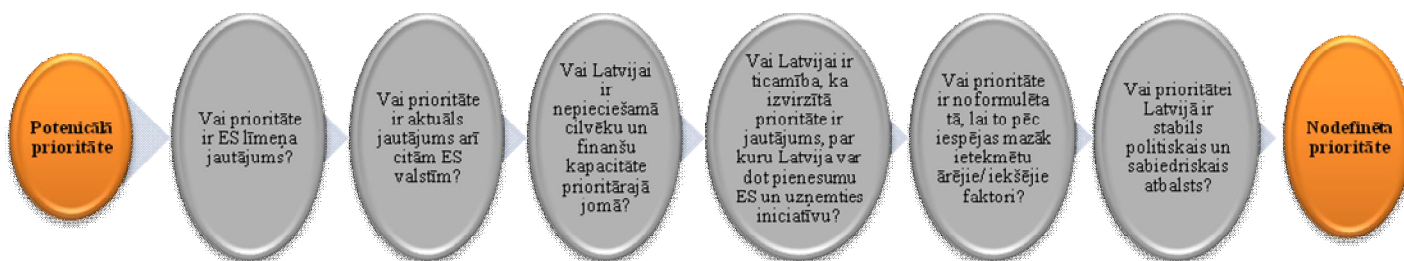 Potenicālā
prioritāte
Vai prioritāte
ir ES līmeņa
jautājums?
Vai prioritāte
ir aktuāls
jautājums arī
citām ES
valstīm?
Vai Latvijai
ir
nepieciešamā
cilvēku un
finanšu
kapacitāte
prioritārajā
jomā?
Vai Latvijai ir
ticamība, ka
izvirzītā
prioritāte ir
jautājums, par
kuru Latvija var
dot pienesumu
ES un uzņemties
iniciatīvu?
Vai prioritāte
ir noformulēta
tā, lai to pēc
iespējas mazāk
ietekmētu
ārējie/ iekšējie
faktori?
Vai prioritātei
Latvijā ir
stabils
politiskais un
sabiedriskais
atbalsts?
Nodefinēta
prioritāte